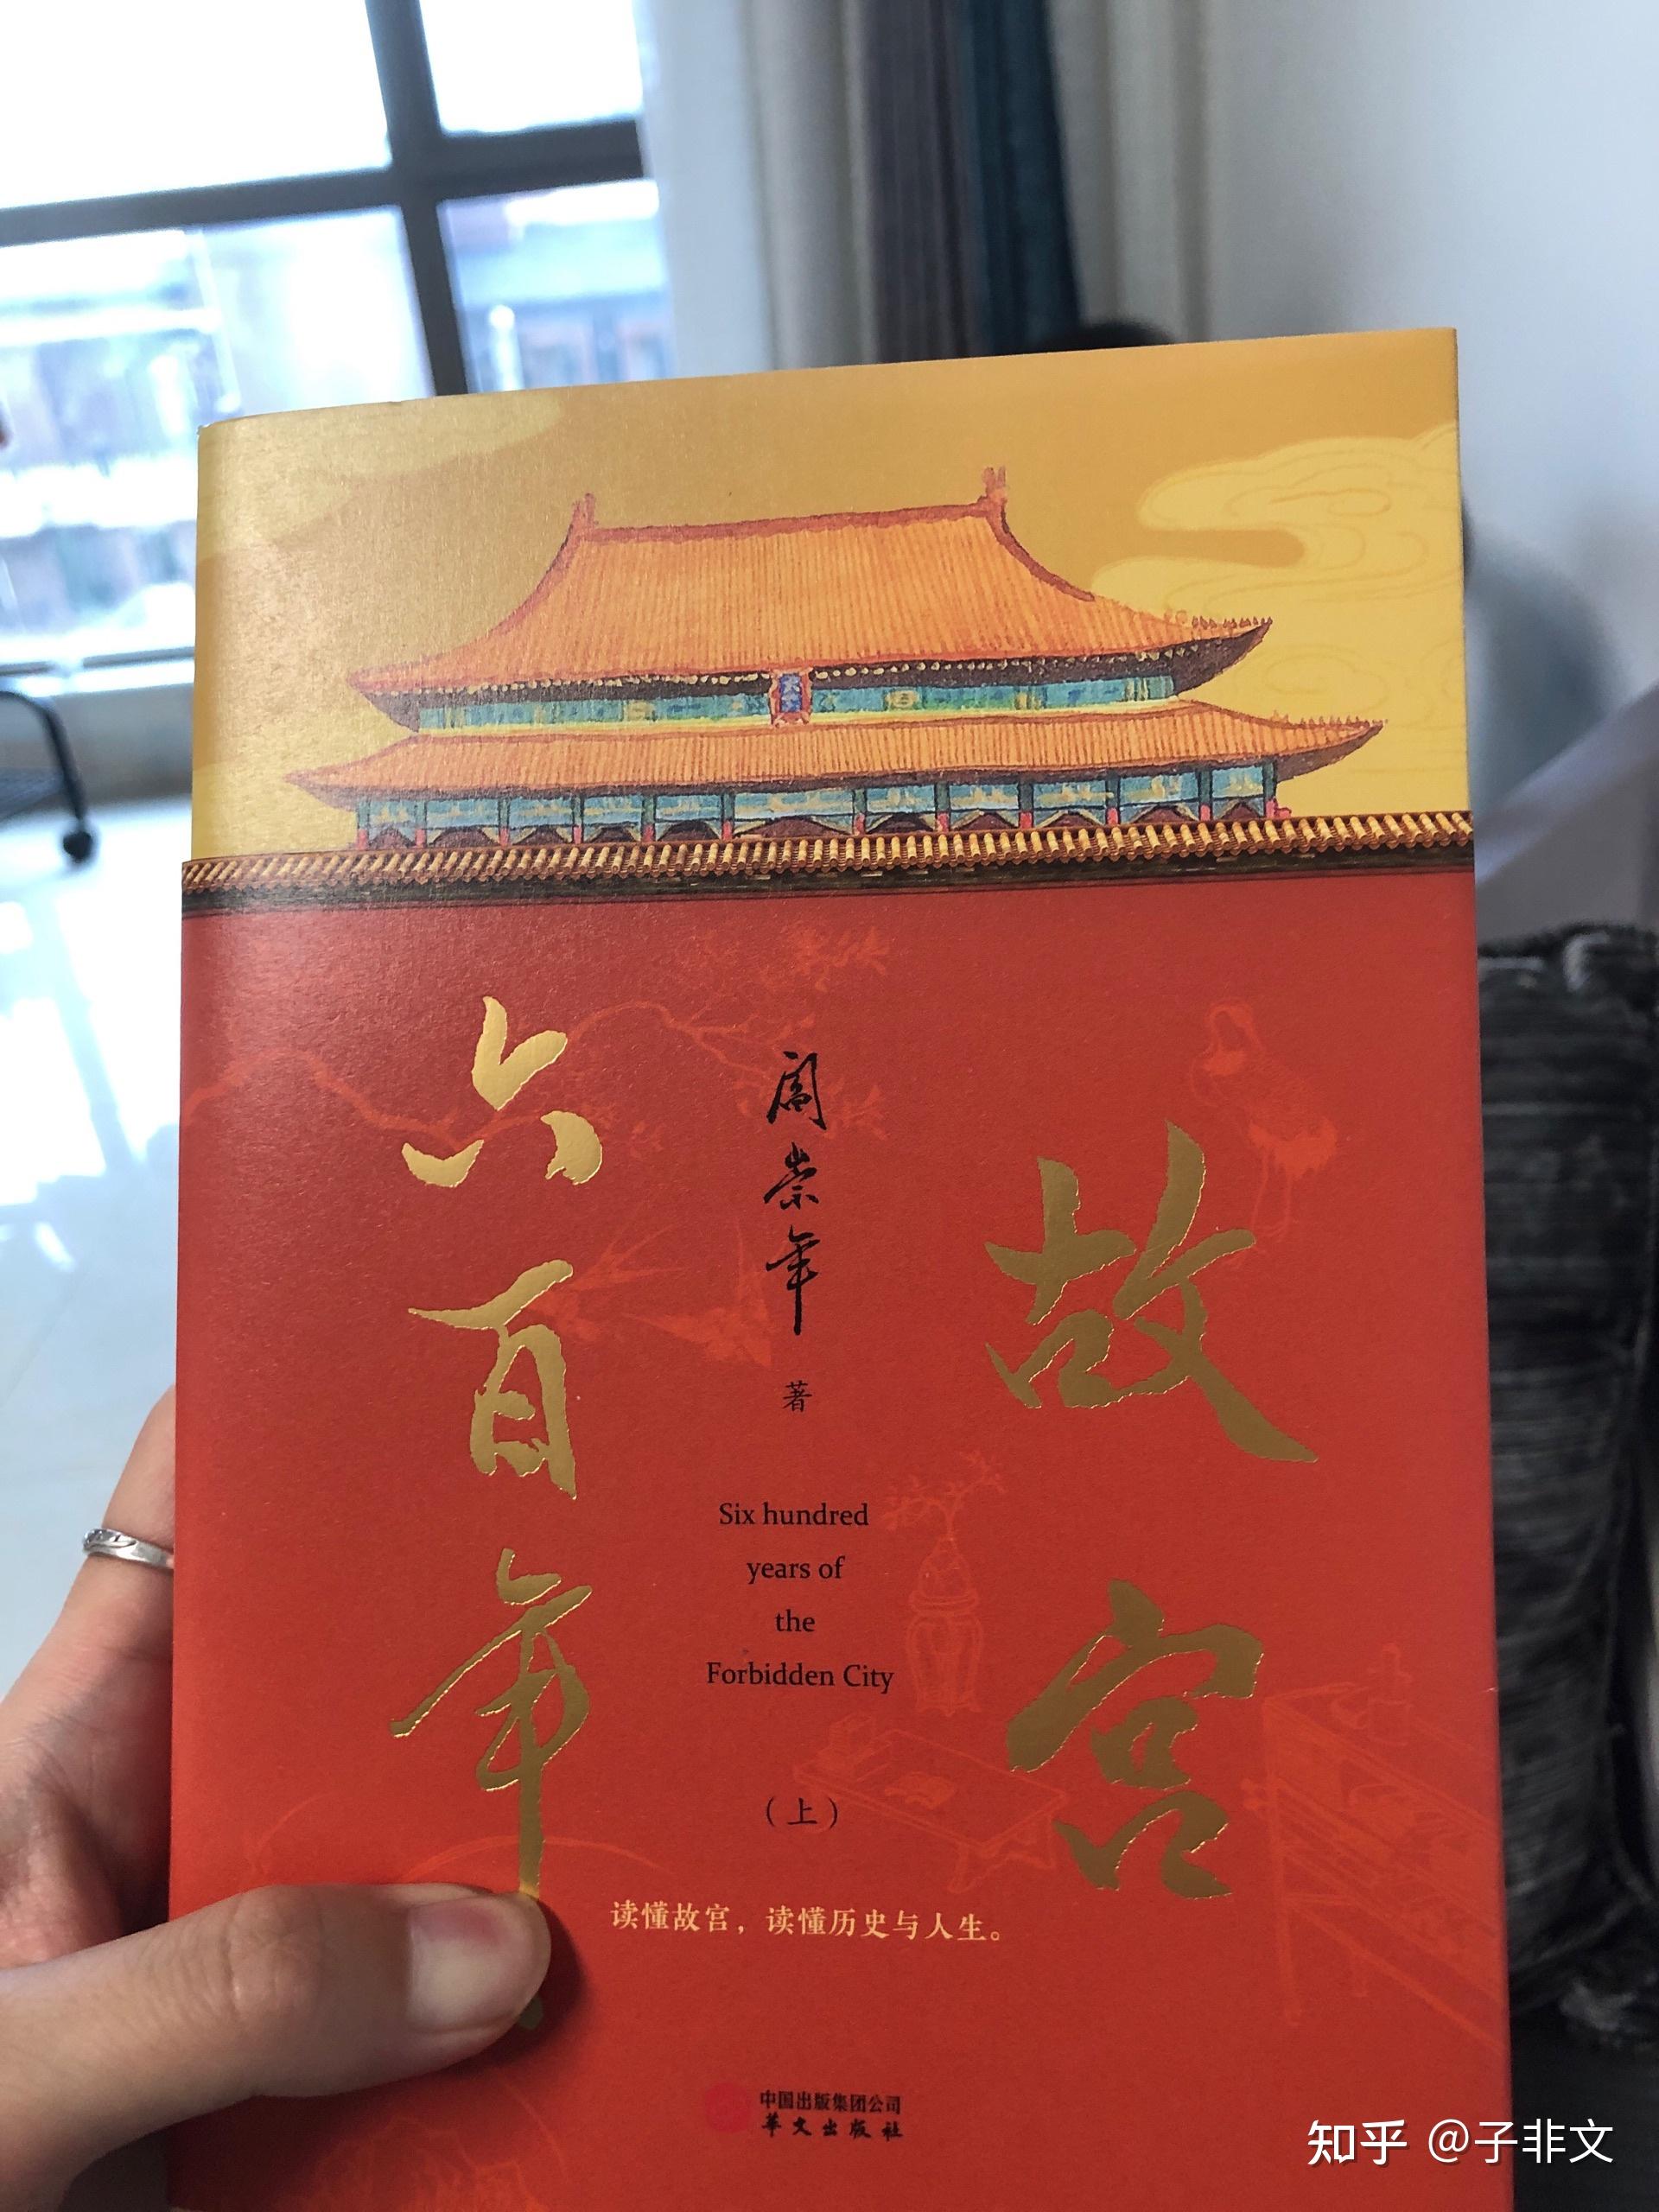 故宫
六百年
阎崇年
著
Six hundred
years of
the
Forbidden City
（上）
读懂故宫，读懂历史与人生。
中国出版集团公司
华文出版社
知乎 @子非文